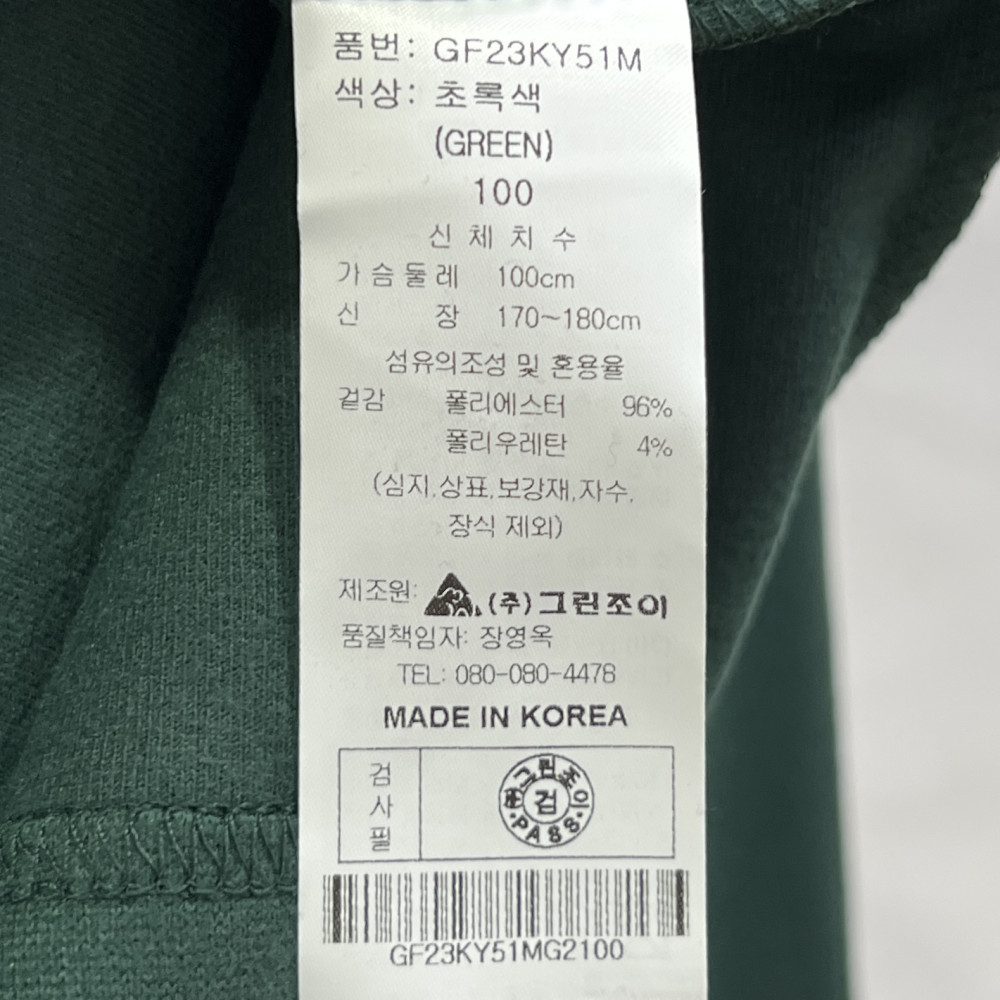 품번: GF23KY51M
색상: 초록색
(GREEN)
100
신 체 치 수
가슴둘레 100cm
신 장 170~180cm
섬유의조성 및 혼용율
겉감 폴리에스터 96%
폴리우레탄 4%
(심지,상표,보강재,자수,
장식 제외)
제조원: (주)그린조이
품질책임자: 장영옥
TEL: 080-080-4478
MADE IN KOREA
검
사
필
그린조이
검
PASS
GF23KY51MG2100